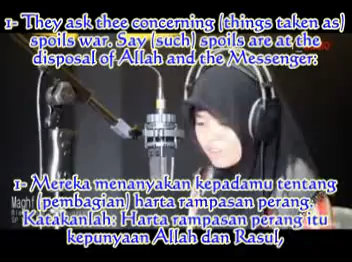 1- They ask thee concerning (things taken as)
spoils war. Say (such) spoils are at the
disposal of Allah and the Messenger:
Maghf
1- Mereka menanyakan kepadamu tentang
(pembagian) harta rampasan perang.
Katakanlah: Harta rampasan perang itu
kepunyaan Allah dan Rasul,